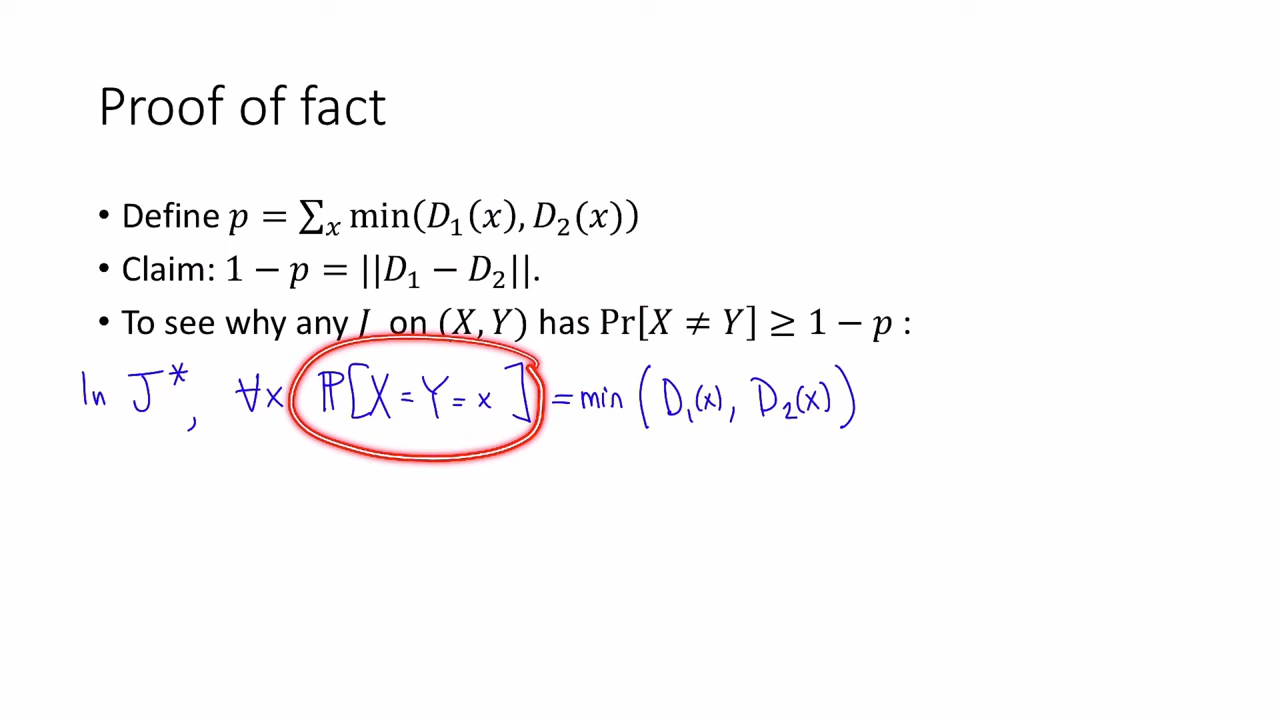 Proof of fact
• Define 𝑝 = ∑ₓ min(𝐷₁(𝑥), 𝐷₂(𝑥))
• Claim: 1 − 𝑝 = ||𝐷₁ − 𝐷₂||.
• To see why any 𝐽 on (𝑋, 𝑌) has Pr[𝑋 ≠ 𝑌] ≥ 1 − 𝑝 :
In J*, ∀x ℙ[X = Y = x] = min (D₁(x), D₂(x))